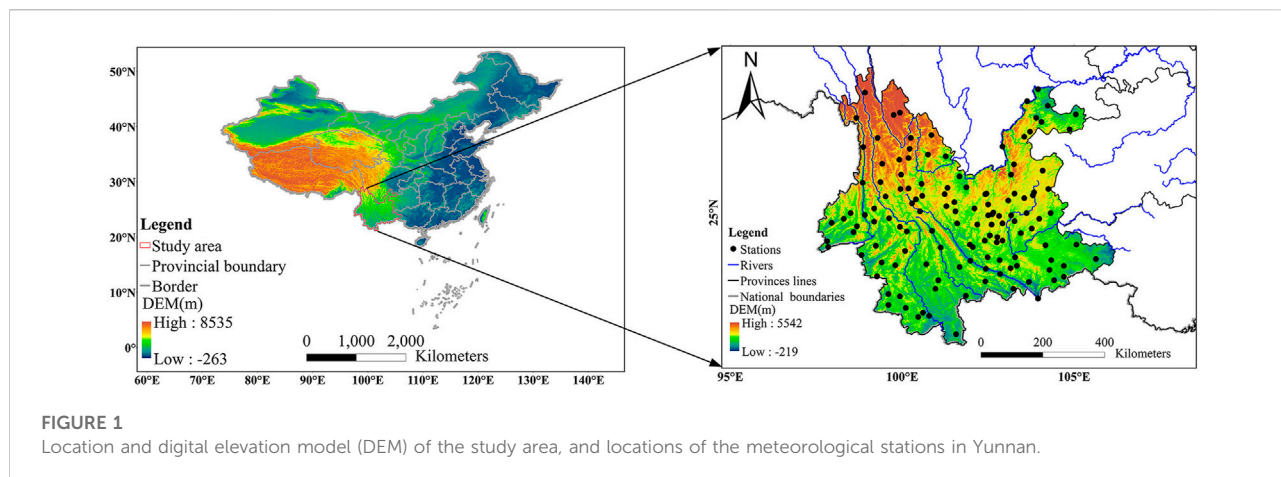 50°N
40°N
30°N
20°N
10°N
0°
60°E 70°E 80°E 90°E 100°E 110°E 120°E 130°E 140°E
Legend
Study area
Provincial boundary
Border
DEM(m)
High : 8535
Low : -263
0 1,000 2,000
Kilometers
N
25°N
95°E 100°E 105°E
Legend
Stations
Rivers
Provinces lines
National boundaries
DEM(m)
High : 5542
Low : -219
0 200 400
Kilometers
FIGURE 1
Location and digital elevation model (DEM) of the study area, and locations of the meteorological stations in Yunnan.